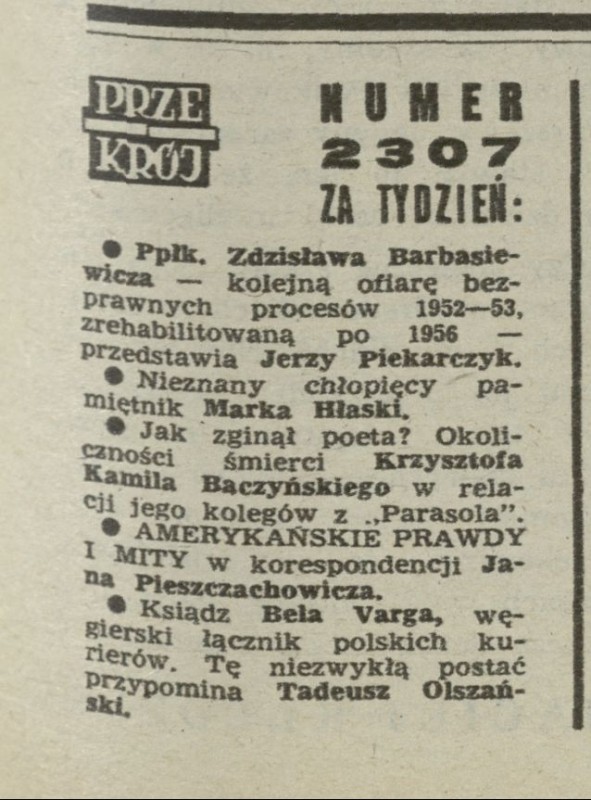 PRZE
KRÓJ
NUMER
2307
ZA TYDZIEŃ:
● Ppłk. Zdzisława Barbasie-
wicza — kolejną ofiarę bez-
prawnych procesów 1952—53,
zrehabilitowaną po 1956 —
przedstawia Jerzy Piekarczyk.
● Nieznany chłopięcy pa-
miętnik Marka Hłaski.
● Jak zginął poeta? Okoli-
czności śmierci Krzysztofa
Kamila Baczyńskiego w rela-
cji jego kolegów z „Parasola”.
● AMERYKAŃSKIE PRAWDY
I MITY w korespondencji Ja-
na Pieszczachowicza.
● Ksiądz Bela Varga, wę-
gierski łącznik polskich ku-
rierów. Tę niezwykłą postać
przypomina Tadeusz Olszań-
ski.